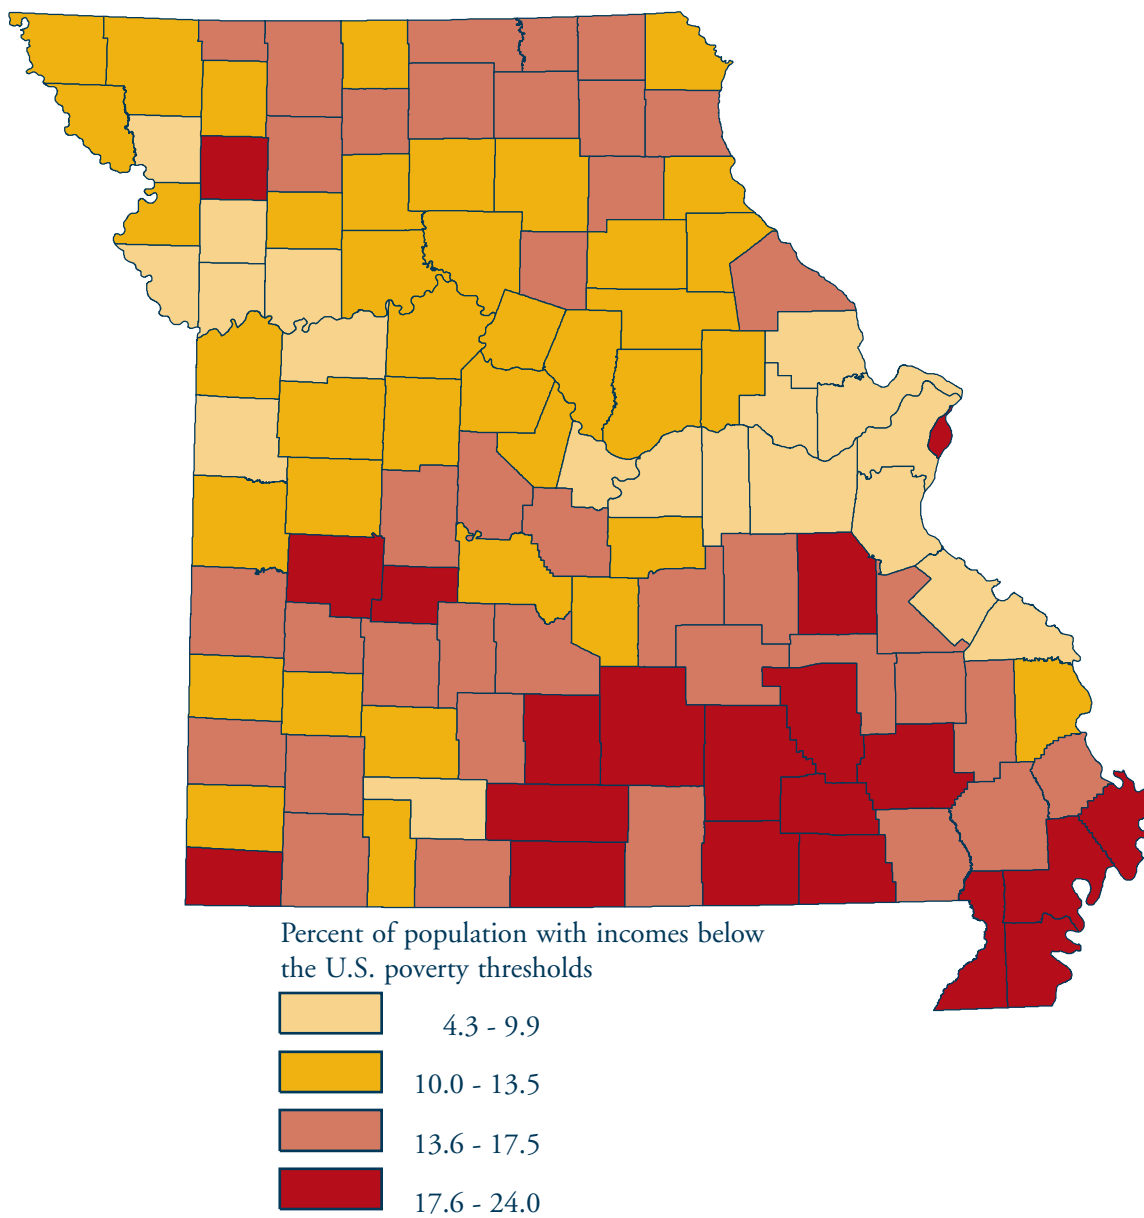 Percent of population with incomes below
the U.S. poverty thresholds
4.3 - 9.9
10.0 - 13.5
13.6 - 17.5
17.6 - 24.0